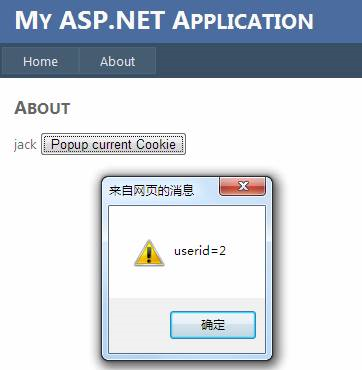 My ASP.NET Application
Home About
About
jack Popup current Cookie
来自网页的消息
userid=2
确定